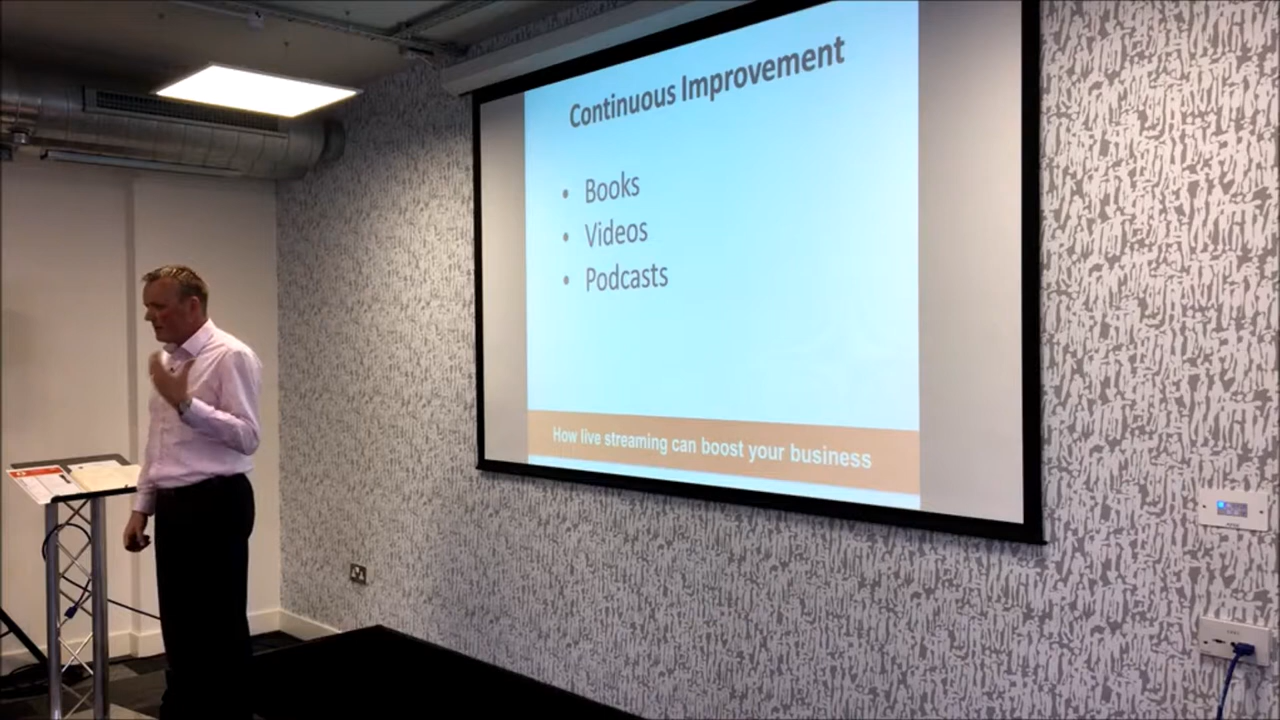 Continuous Improvement
• Books
• Videos
• Podcasts
How live streaming can boost your business